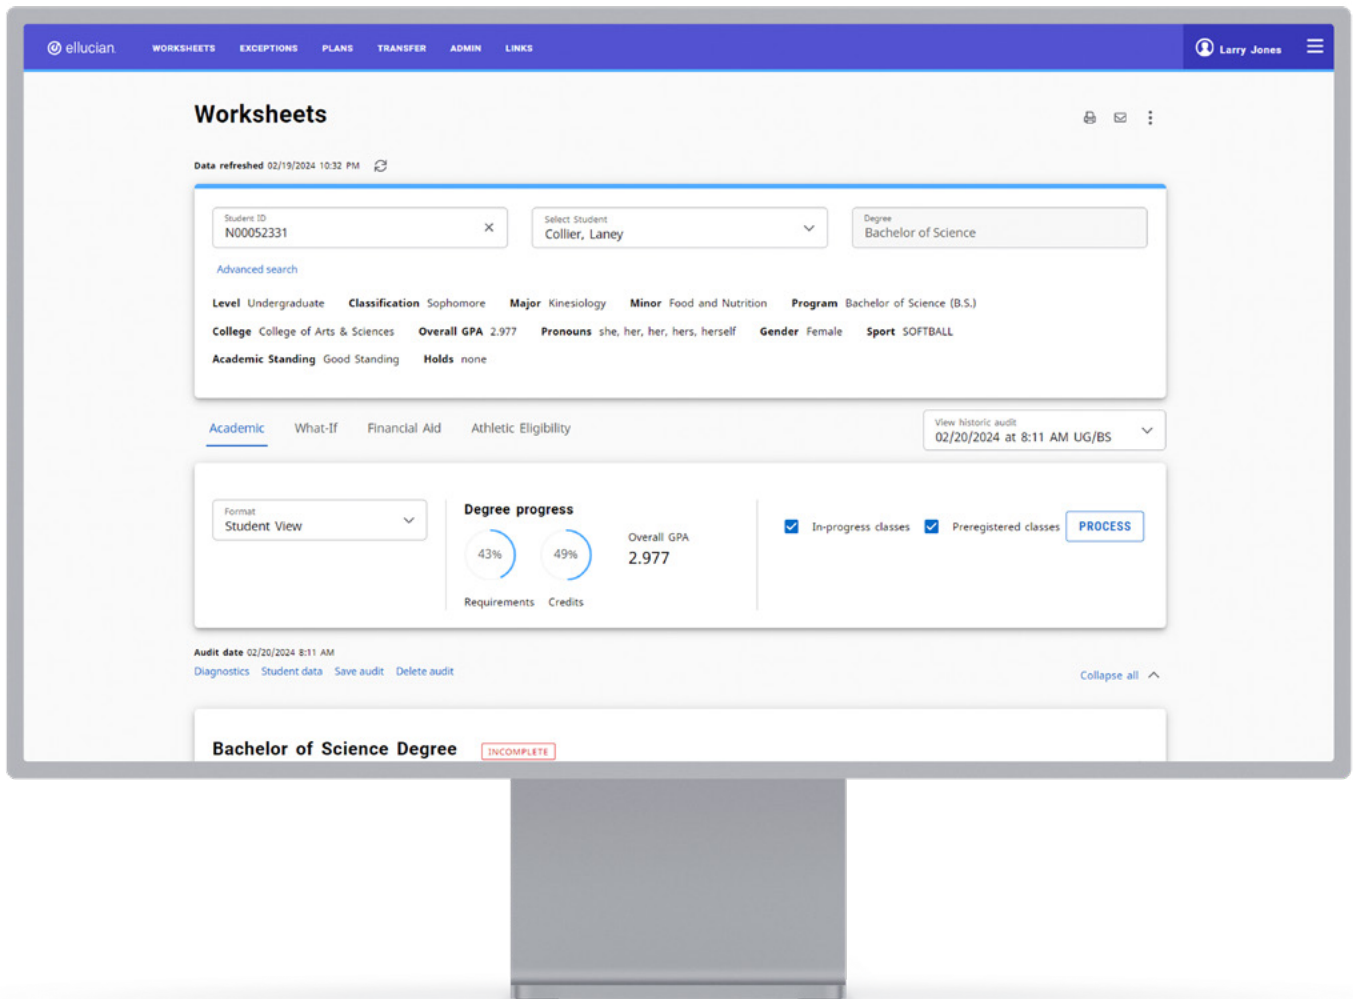 ellucian. WORKSHEETS EXCEPTIONS PLANS TRANSFER ADMIN LINKS Larry Jones
Worksheets
Data refreshed 02/19/2024 10:32 PM
Student ID
N00052331
Select Student
Collier, Laney
Degree
Bachelor of Science
Advanced search
Level Undergraduate Classification Sophomore Major Kinesiology Minor Food and Nutrition Program Bachelor of Science (B.S.)
College College of Arts & Sciences Overall GPA 2.977 Pronouns she, her, her, hers, herself Gender Female Sport SOFTBALL
Academic Standing Good Standing Holds none
Academic What-If Financial Aid Athletic Eligibility
View historic audit
02/20/2024 at 8:11 AM UG/BS
Format
Student View
Degree progress
43% 49%
Requirements Credits
Overall GPA
2.977
In-progress classes Preregistered classes PROCESS
Audit date 02/20/2024 8:11 AM
Diagnostics Student data Save audit Delete audit
Collapse all
Bachelor of Science Degree INCOMPLETE